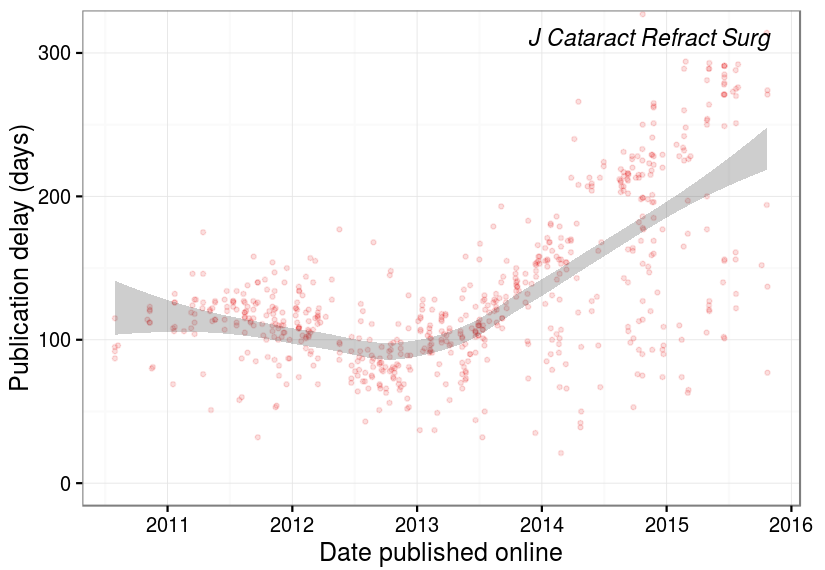 J Cataract Refract Surg
Publication delay (days)
300
200
100
0
2011 2012 2013 2014 2015 2016
Date published online